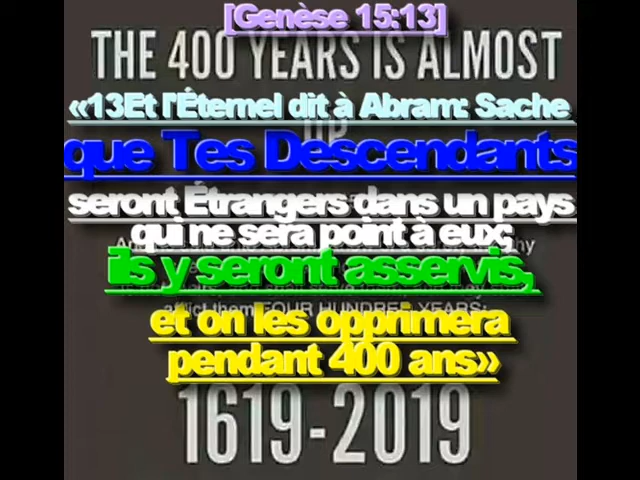 [Genèse 15:13]
THE 400 YEARS IS ALMOST
«13Et l'Éternel dit à Abram: Sache
UP
que Tes Descendants
seront Étrangers dans un pays
qui ne sera point à eux;
ils y seront asservis,
afflict them FOUR HUNDRED YEARS;
et on les opprimera
pendant 400 ans»
1619-2019